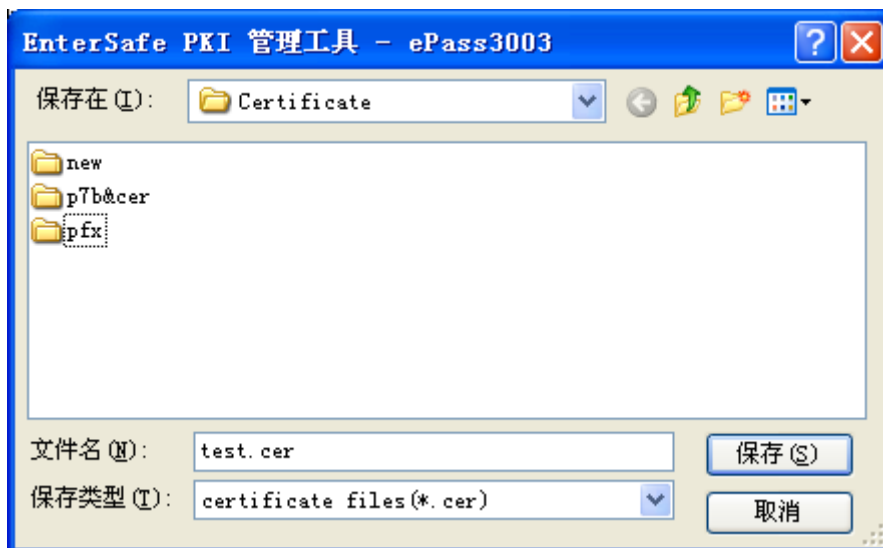 EnterSafe PKI 管理工具 - ePass3003
保存在(I): Certificate
new
p7b&cer
pfx
文件名(N): test.cer 保存(S)
保存类型(T): certificate files(*.cer) 取消